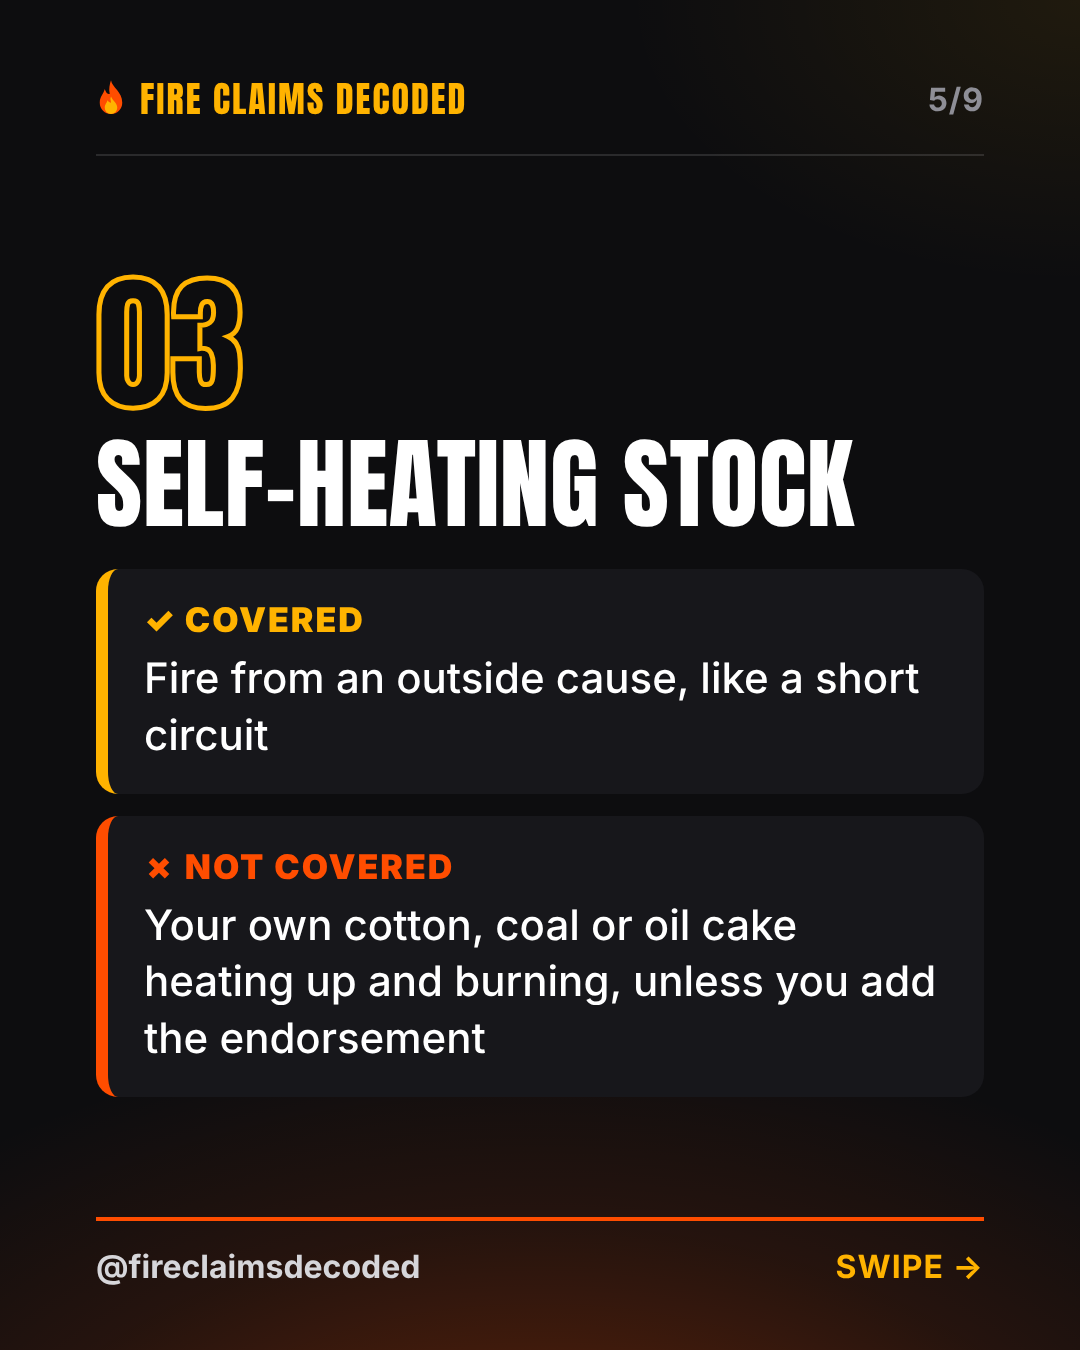 🔥 FIRE CLAIMS DECODED
5/9
03
SELF-HEATING STOCK
✔ COVERED
Fire from an outside cause, like a short
circuit
✖ NOT COVERED
Your own cotton, coal or oil cake
heating up and burning, unless you add
the endorsement
@fireclaimsdecoded
SWIPE →